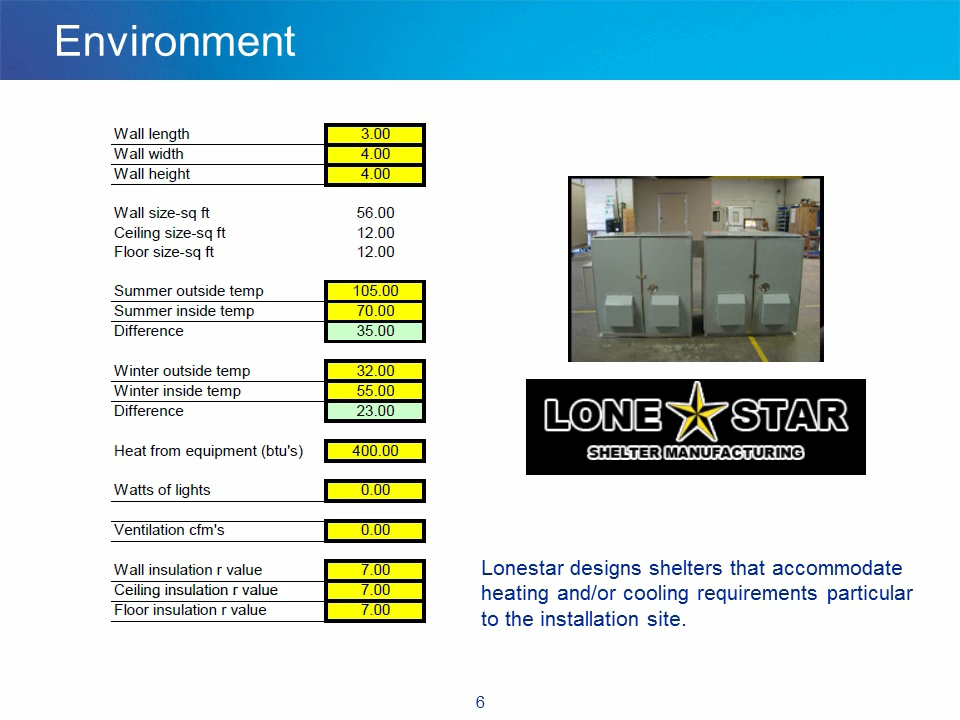 Environment
Wall length 3.00
Wall width 4.00
Wall height 4.00
Wall size-sq ft 56.00
Ceiling size-sq ft 12.00
Floor size-sq ft 12.00
Summer outside temp 105.00
Summer inside temp 70.00
Difference 35.00
Winter outside temp 32.00
Winter inside temp 55.00
Difference 23.00
Heat from equipment (btu's) 400.00
Watts of lights 0.00
Ventilation cfm's 0.00
Wall insulation r value 7.00
Ceiling insulation r value 7.00
Floor insulation r value 7.00
LONE STAR
SHELTER MANUFACTURING
Lonestar designs shelters that accommodate
heating and/or cooling requirements particular
to the installation site.
6